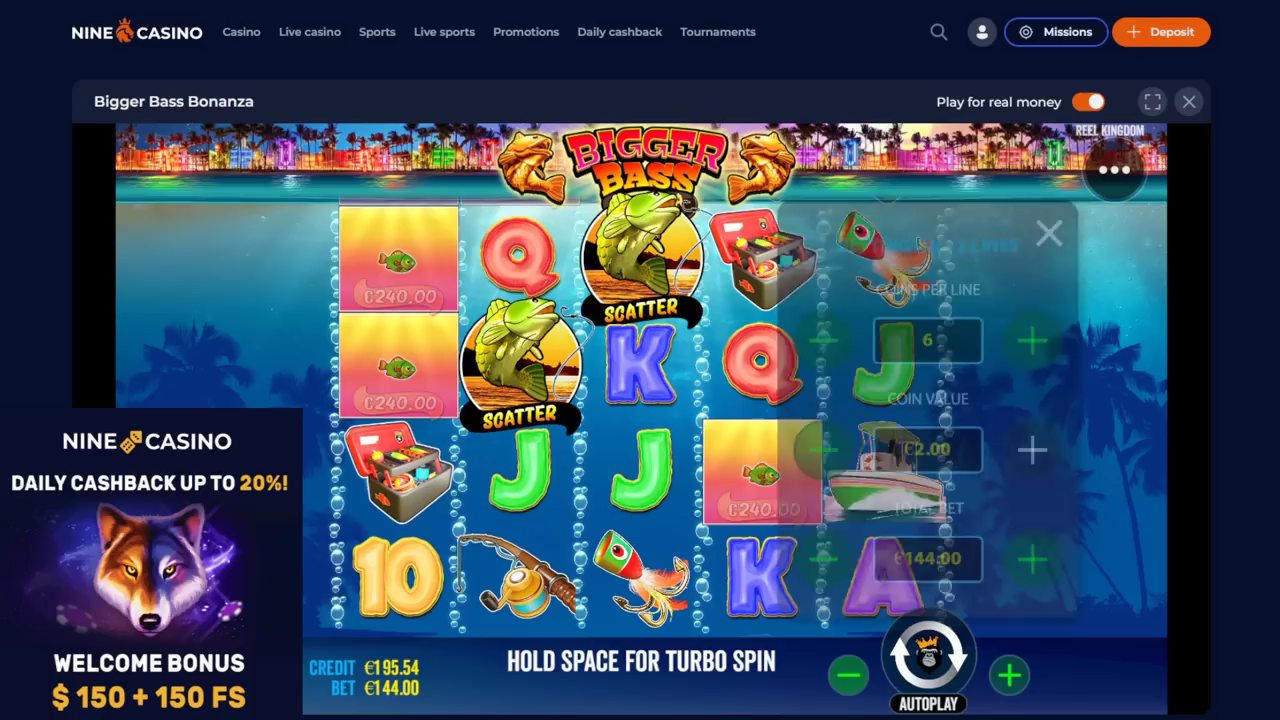 NINE CASINO
Casino
Live casino
Sports
Live sports
Promotions
Daily cashback
Tournaments
Missions
Deposit
Bigger Bass Bonanza
Play for real money
REEL KINGDOM
BIGGER
BASS
€240.00
Q
SCATTER
COINS PER LINE
6
€240.00
SCATTER
K
Q
J
COIN VALUE
€2.00
J
J
€240.00
TOTAL BET
€144.00
10
K
A
NINE CASINO
DAILY CASHBACK UP TO 20%!
WELCOME BONUS
$ 150 + 150 FS
CREDIT €195.54
BET €144.00
HOLD SPACE FOR TURBO SPIN
AUTOPLAY